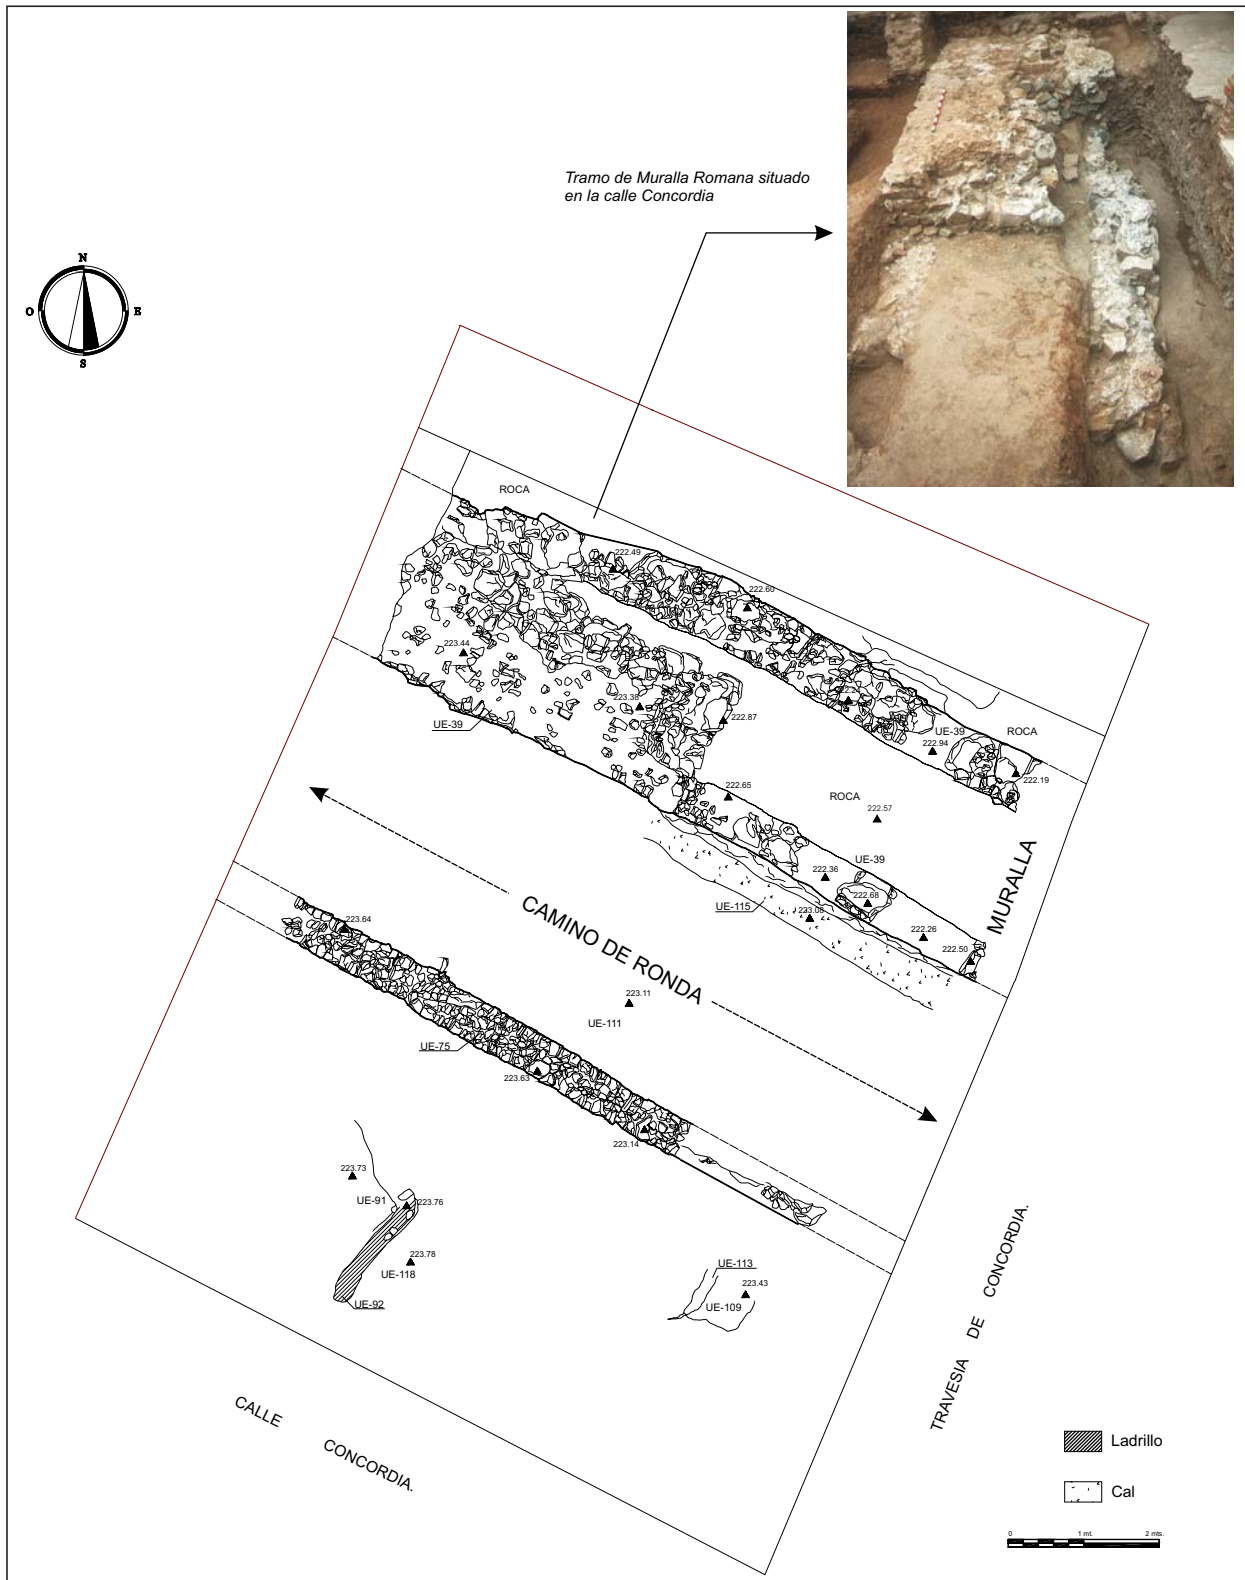 Tramo de Muralla Romana situado
en la calle Concordia
N
O
E
S
ROCA
222.49
222.60
223.44
223.38
222.87
UE-39
UE-39
222.94
ROCA
222.19
222.65
ROCA
222.57
MURALLA
UE-39
222.36
222.68
UE-115
223.08
222.26
222.50
CAMINO DE RONDA
223.64
223.11
UE-111
UE-75
223.63
223.14
223.73
UE-91
223.76
223.78
UE-118
UE-92
UE-113
223.43
UE-109
TRAVESIA DE CONCORDIA.
CALLE CONCORDIA.
Ladrillo
Cal
0 1 mt. 2 mts.